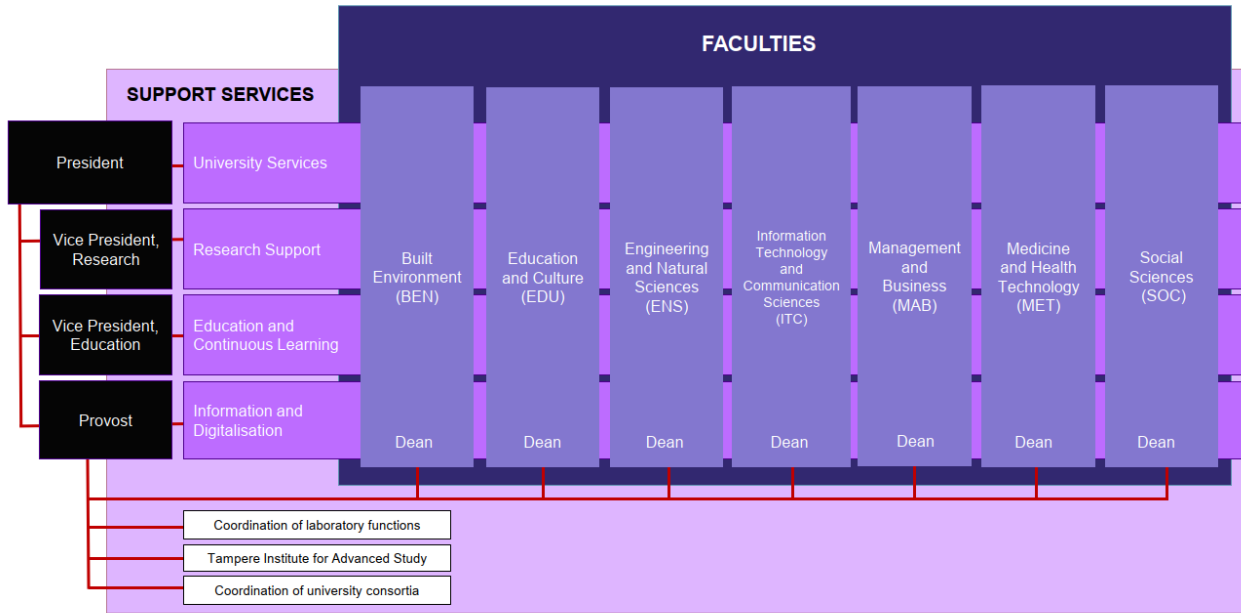 FACULTIES
SUPPORT SERVICES
President
University Services
Vice President,
Research
Research Support
Vice President,
Education
Education and
Continuous Learning
Provost
Information and
Digitalisation
Built
Environment
(BEN)
Dean
Education
and Culture
(EDU)
Dean
Engineering
and Natural
Sciences
(ENS)
Dean
Information
Technology
and
Communication
Sciences
(ITC)
Dean
Management
and
Business
(MAB)
Dean
Medicine
and Health
Technology
(MET)
Dean
Social
Sciences
(SOC)
Dean
Coordination of laboratory functions
Tampere Institute for Advanced Study
Coordination of university consortia